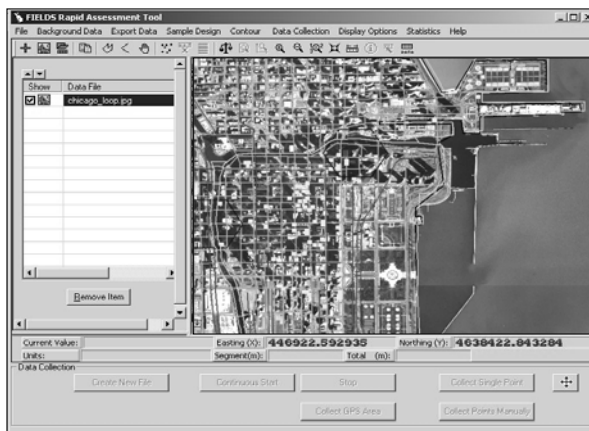 FIELDS Rapid Assessment Tool
File Background Data Export Data Sample Design Contour Data Collection Display Options Statistics Help
Show Data File
chicago_loop.jpg
Remove Item
Current Value: Easting (X): 446922.592935 Northing (Y): 4638422.843284
Units: Segment(m): Total (m):
Data Collection
Create New File Continuous Start Stop Collect Single Point
Collect GPS Area Collect Points Manually